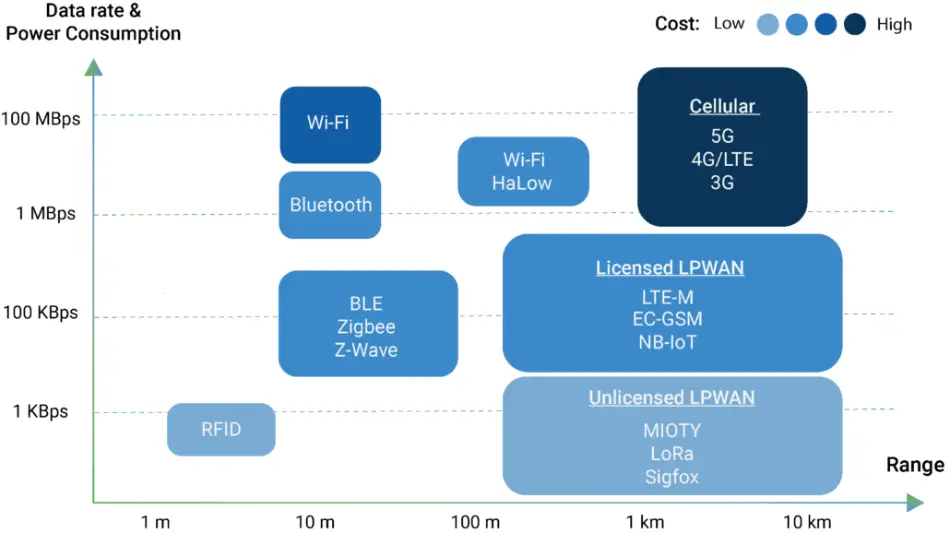 Data rate &
Power Consumption
Cost: Low High
100 MBps
Wi-Fi
Cellular
5G
4G/LTE
3G
Wi-Fi
HaLow
Bluetooth
1 MBps
Licensed LPWAN
LTE-M
EC-GSM
NB-IoT
BLE
Zigbee
Z-Wave
100 KBps
Unlicensed LPWAN
MIOTY
LoRa
Sigfox
1 KBps
RFID
Range
1 m 10 m 100 m 1 km 10 km